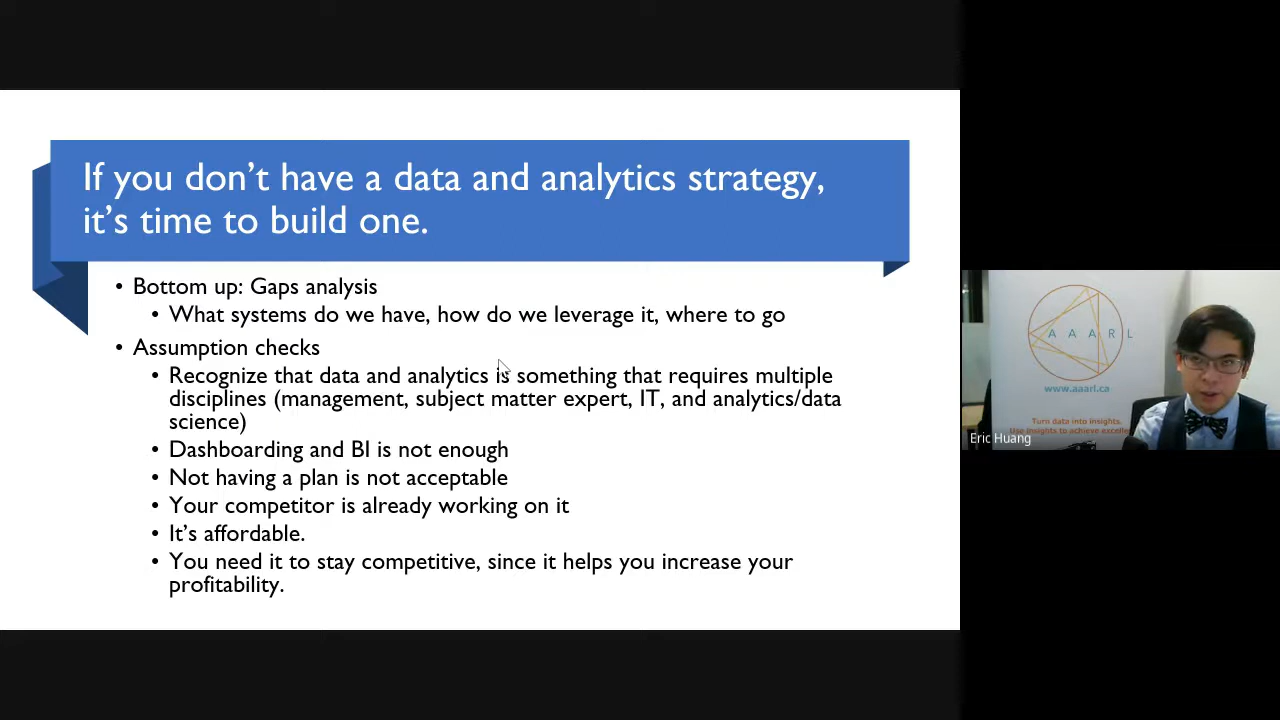 If you don’t have a data and analytics strategy,
it’s time to build one.
• Bottom up: Gaps analysis
• What systems do we have, how do we leverage it, where to go
• Assumption checks
• Recognize that data and analytics is something that requires multiple
disciplines (management, subject matter expert, IT, and analytics/data
science)
• Dashboarding and BI is not enough
• Not having a plan is not acceptable
• Your competitor is already working on it
• It’s affordable.
• You need it to stay competitive, since it helps you increase your
profitability.
A A A R L
www.aaarl.ca
Turn data into insights.
Use insights to achieve
Eric Huang